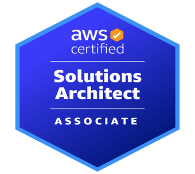 aws
certified
Solutions
Architect
ASSOCIATE